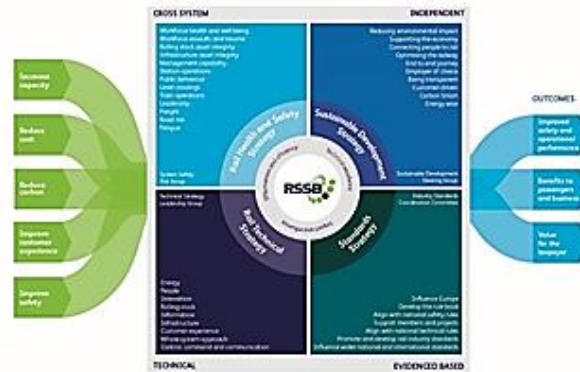 CROSS SYSTEM
INDEPENDENT
Workforce health and well being
Workforce assaults and trauma
Rolling stock asset integrity
Infrastructure asset integrity
Management capability
Station operations
Public behaviour
Level crossings
Train operations
Leadership
Freight
Road risk
Fatigue
Reducing environmental impact
Supporting the economy
Connecting people to rail
Optimising the railway
End to end journey
Employer of choice
Being transparent
Customer driven
Carbon
Energy wise
Increase
capacity
Reduce
cost
Reduce
carbon
Improve customer
experience
Improve
safety
Rail Health and Safety
Strategy
Sustainable Development
Strategy
System Safety
Risk Group
Sustainable Development
Steering Group
RSSB
Technical Strategy
Leadership Group
Industry Standards
Coordination Committee
Rail Technical
Strategy
Standards
Strategy
Energy
People
Innovation
Rolling stock
Information
Infrastructure
Customer experience
Whole system approach
Control, command and communication
Influence Europe
Develop the rule book
Align with national safety rules
Support members and projects
Align with national technical rules
Promote and develop rail industry standards
Influence wider national and international standards
OUTCOMES
Improved
safety and operational
performance
Benefits to
passengers
and business
Value
for the
taxpayer
TECHNICAL
EVIDENCED BASED